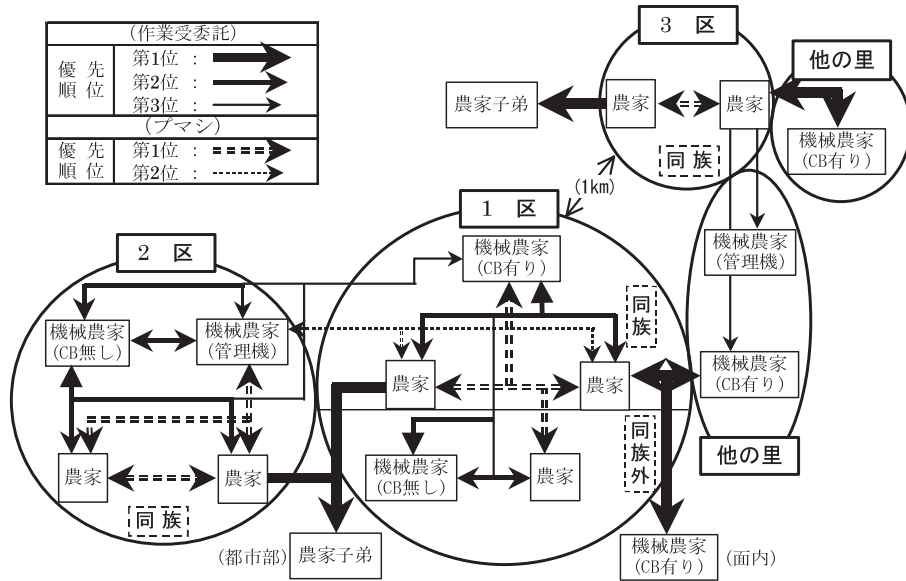 (作業受委託)
優先
順位
第1位 :
第2位 :
第3位 :
(プマシ)
優先
順位
第1位 :
第2位 :
3 区
他の里
農家子弟
農家
農家
機械農家
(CB有り)
同族
(1km)
1 区
2 区
機械農家
(CB有り)
機械農家
(管理機)
機械農家
(CB無し)
機械農家
(管理機)
同族
機械農家
(CB有り)
農家
農家
同族外
他の里
農家
農家
機械農家
(CB無し)
農家
同族
(都市部)
農家子弟
機械農家
(CB有り)
(面内)